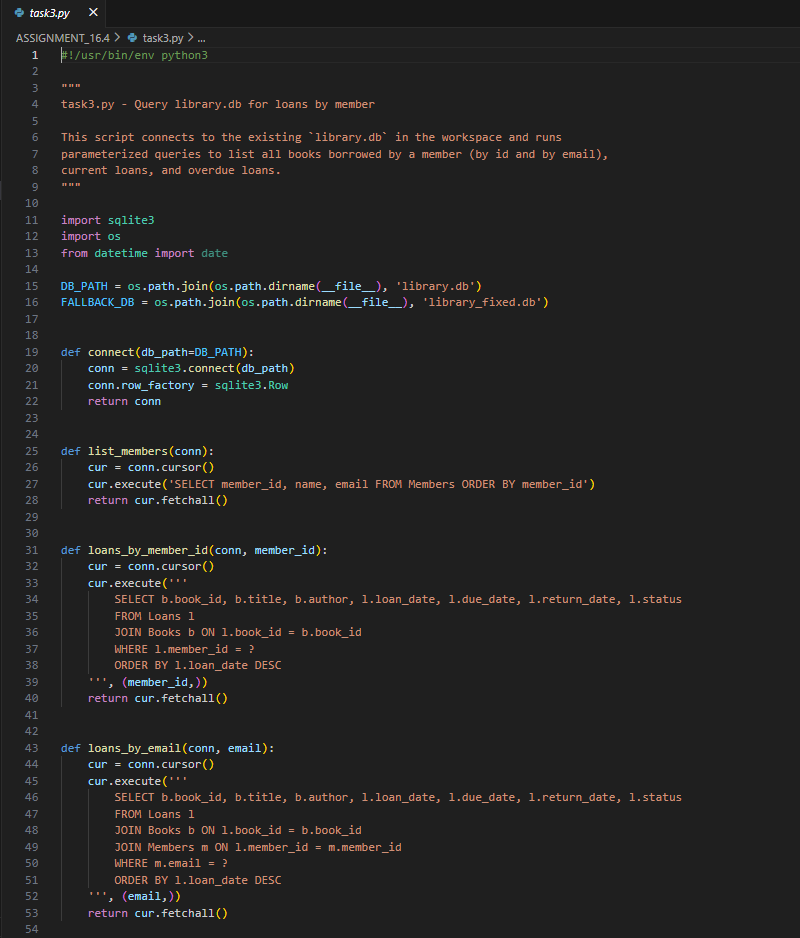 task3.py ×
ASSIGNMENT_16.4 > task3.py > ...
1 #!/usr/bin/env python3
2
3 """
4 task3.py - Query library.db for loans by member
5
6 This script connects to the existing `library.db` in the workspace and runs
7 parameterized queries to list all books borrowed by a member (by id and by email),
8 current loans, and overdue loans.
9 """
10
11 import sqlite3
12 import os
13 from datetime import date
14
15 DB_PATH = os.path.join(os.path.dirname(__file__), 'library.db')
16 FALLBACK_DB = os.path.join(os.path.dirname(__file__), 'library_fixed.db')
17
18
19 def connect(db_path=DB_PATH):
20     conn = sqlite3.connect(db_path)
21     conn.row_factory = sqlite3.Row
22     return conn
23
24
25 def list_members(conn):
26     cur = conn.cursor()
27     cur.execute('SELECT member_id, name, email FROM Members ORDER BY member_id')
28     return cur.fetchall()
29
30
31 def loans_by_member_id(conn, member_id):
32     cur = conn.cursor()
33     cur.execute('''
34         SELECT b.book_id, b.title, b.author, l.loan_date, l.due_date, l.return_date, l.status
35         FROM Loans l
36         JOIN Books b ON l.book_id = b.book_id
37         WHERE l.member_id = ?
38         ORDER BY l.loan_date DESC
39     ''', (member_id,))
40     return cur.fetchall()
41
42
43 def loans_by_email(conn, email):
44     cur = conn.cursor()
45     cur.execute('''
46         SELECT b.book_id, b.title, b.author, l.loan_date, l.due_date, l.return_date, l.status
47         FROM Loans l
48         JOIN Books b ON l.book_id = b.book_id
49         JOIN Members m ON l.member_id = m.member_id
50         WHERE m.email = ?
51         ORDER BY l.loan_date DESC
52     ''', (email,))
53     return cur.fetchall()
54